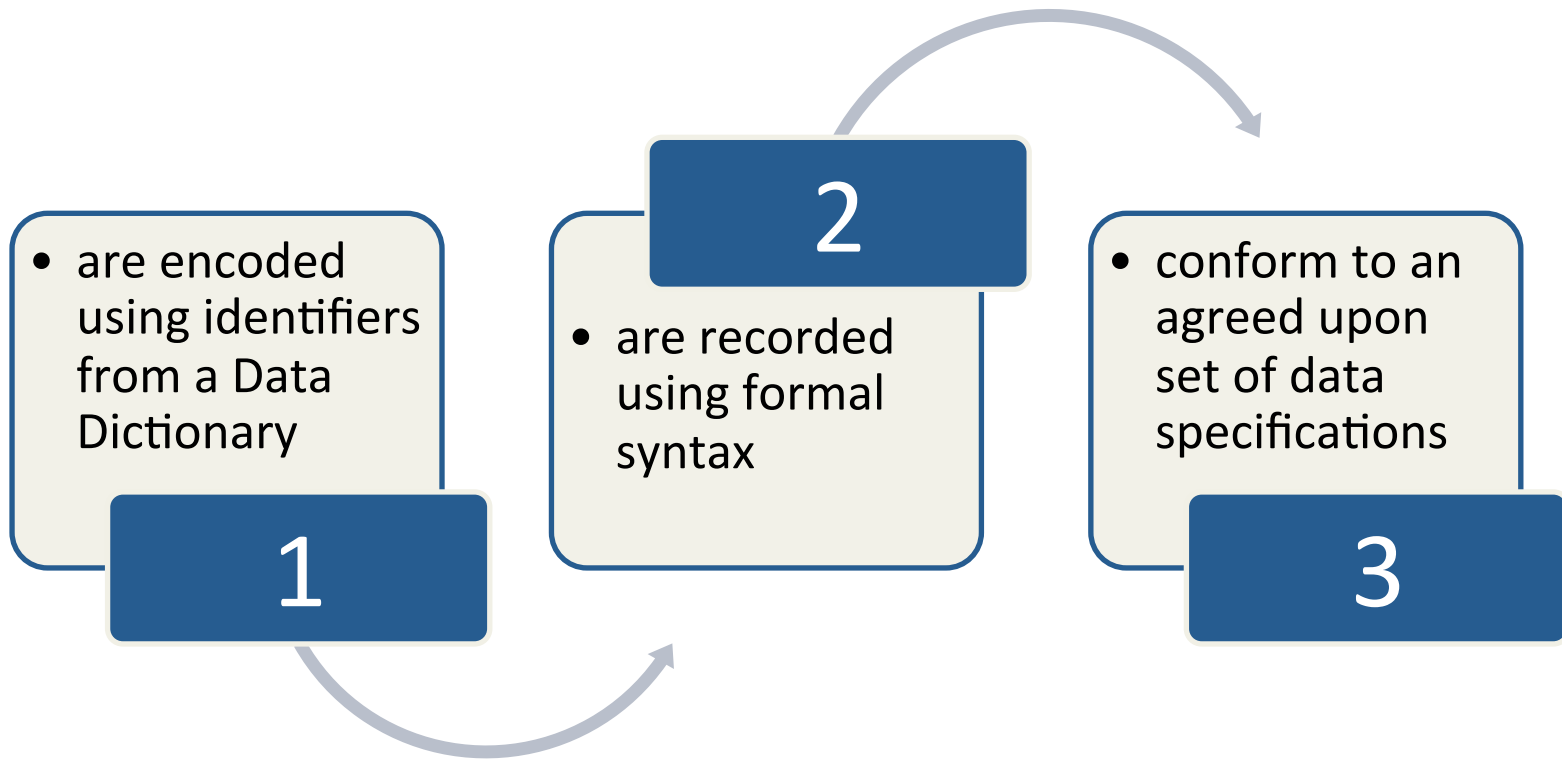 • are encoded
using identifiers
from a Data
Dictionary
1
2
• are recorded
using formal
syntax
• conform to an
agreed upon
set of data
specifications
3